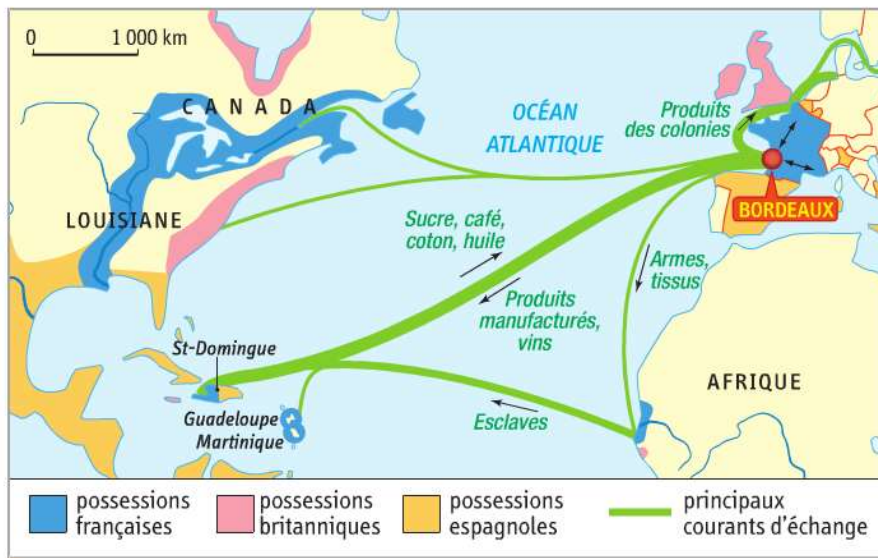 0 1 000 km
CANADA
OCÉAN
ATLANTIQUE
Produits
des colonies
LOUISIANE
BORDEAUX
Sucre, café,
coton, huile
Armes,
tissus
Produits
manufacturés,
vins
St-Domingue
AFRIQUE
Guadeloupe
Martinique
Esclaves
possessions
françaises
possessions
britanniques
possessions
espagnoles
principaux
courants d'échange